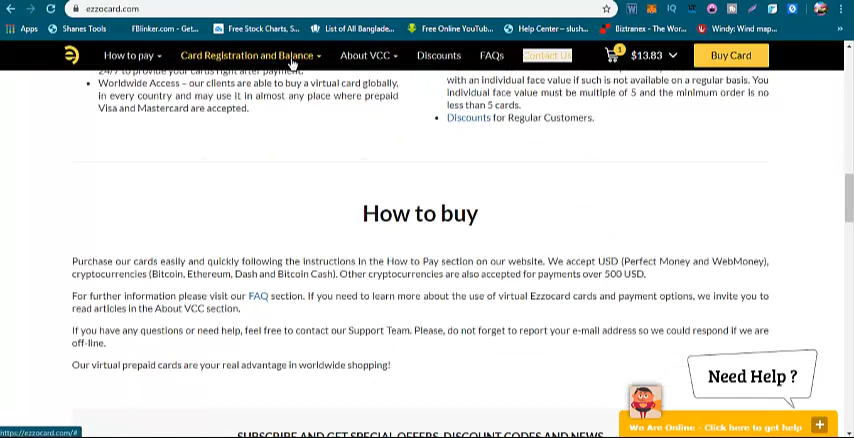 ezzocard.com
Apps Shanes Tools FBlinker.com - Get... Free Stock Charts, S... List of All Banglade... Free Online YouTub... Help Center – slush... Biztranex - The Wor... Windy: Wind map...
How to pay Card Registration and Balance About VCC Discounts FAQs Contact Us 1 $13.83 Buy Card
24/7 to provide your cards right after payment.
Worldwide Access – our clients are able to buy a virtual card globally,
in every country and may use it in almost any place where prepaid
Visa and Mastercard are accepted.
with an individual face value if such is not available on a regular basis. You
individual face value must be multiple of 5 and the minimum order is no
less than 5 cards.
Discounts for Regular Customers.
How to buy
Purchase our cards easily and quickly following the instructions in the How to Pay section on our website. We accept USD (Perfect Money and WebMoney),
cryptocurrencies (Bitcoin, Ethereum, Dash and Bitcoin Cash). Other cryptocurrencies are also accepted for payments over 500 USD.
For further information please visit our FAQ section. If you need to learn more about the use of virtual Ezzocard cards and payment options, we invite you to
read articles in the About VCC section.
If you have any questions or need help, feel free to contact our Support Team. Please, do not forget to report your e-mail address so we could respond if we are
off-line.
Our virtual prepaid cards are your real advantage in worldwide shopping!
Need Help ?
We Are Online - Click here to get help
https://ezzocard.com/#
SUBSCRIBE AND GET SPECIAL OFFERS, DISCOUNT CODES AND NEWS